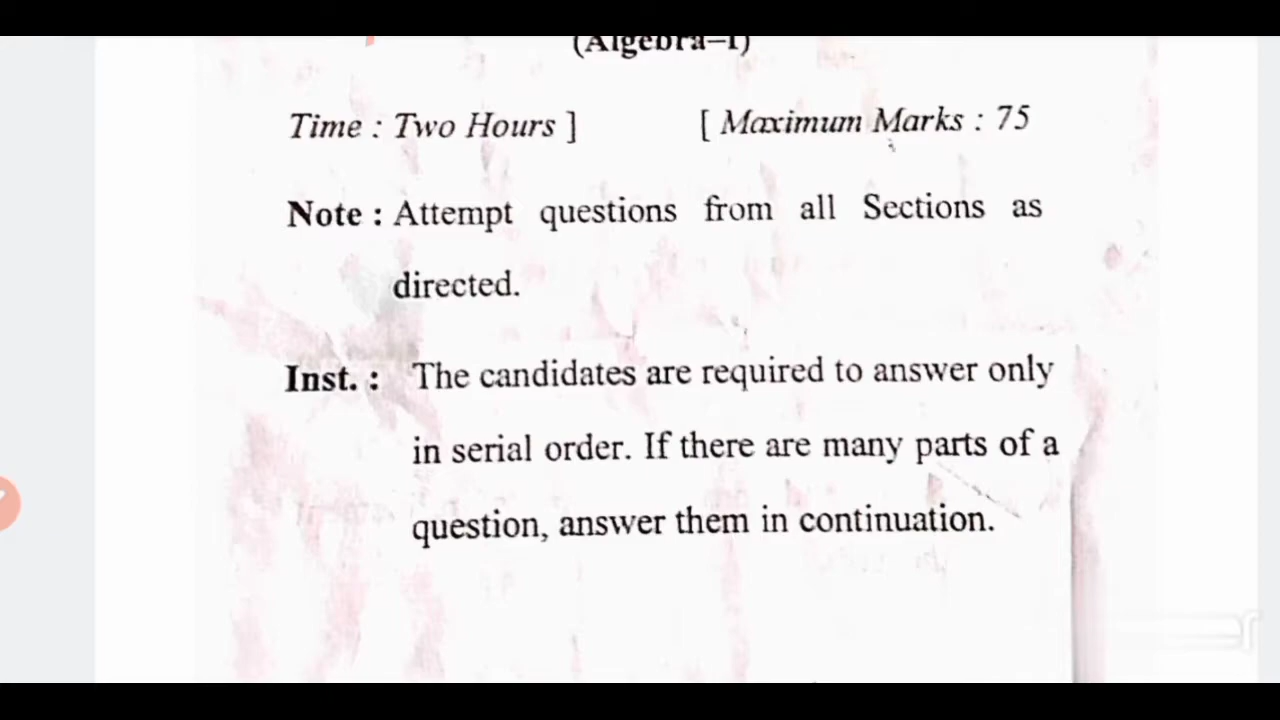 (Algebra–I)
Time : Two Hours ] [ Maximum Marks : 75
Note : Attempt questions from all Sections as
directed.
Inst. : The candidates are required to answer only
in serial order. If there are many parts of a
question, answer them in continuation.